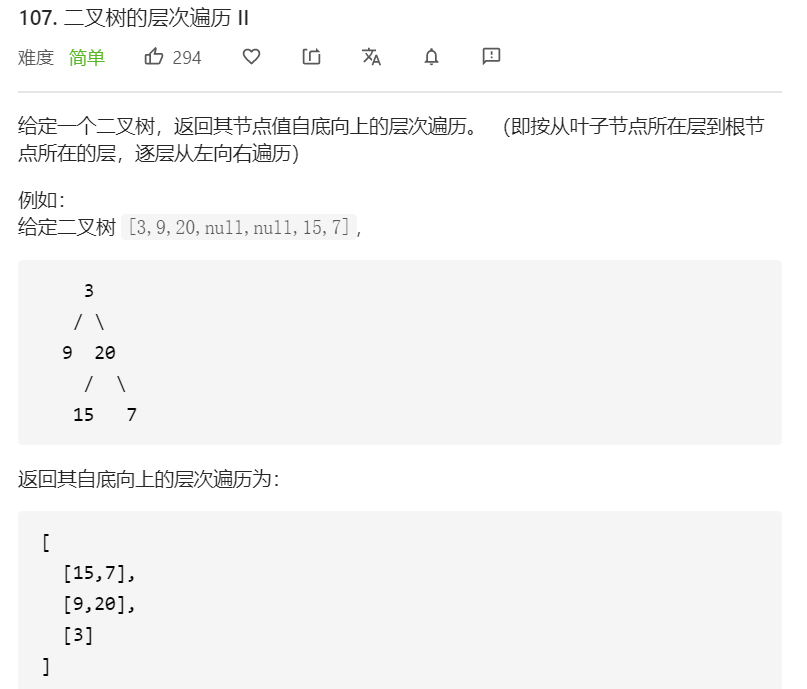 107. 二叉树的层次遍历 II
难度 简单 294
给定一个二叉树，返回其节点值自底向上的层次遍历。 （即按从叶子节点所在层到根节
点所在的层，逐层从左向右遍历）
例如：
给定二叉树 [3,9,20,null,null,15,7],
    3
   / \
  9  20
    /  \
   15   7
返回其自底向上的层次遍历为：
[
  [15,7],
  [9,20],
  [3]
]